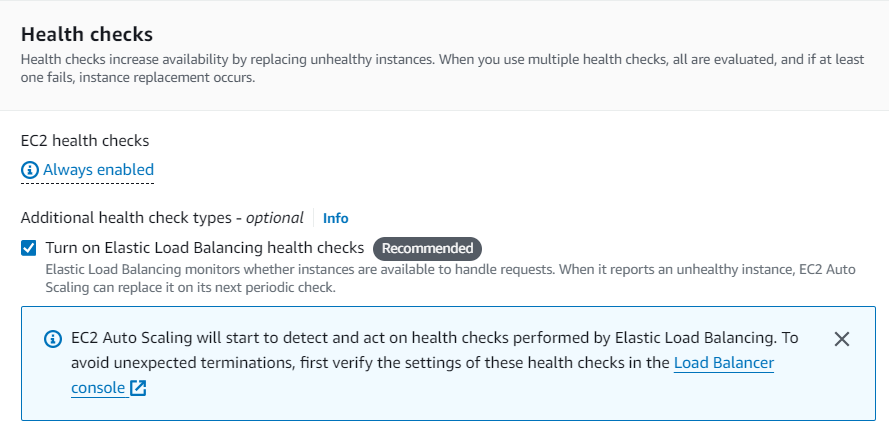 Health checks
Health checks increase availability by replacing unhealthy instances. When you use multiple health checks, all are evaluated, and if at least
one fails, instance replacement occurs.
EC2 health checks
Always enabled
Additional health check types - optional Info
Turn on Elastic Load Balancing health checks Recommended
Elastic Load Balancing monitors whether instances are available to handle requests. When it reports an unhealthy instance, EC2 Auto
Scaling can replace it on its next periodic check.
EC2 Auto Scaling will start to detect and act on health checks performed by Elastic Load Balancing. To
avoid unexpected terminations, first verify the settings of these health checks in the Load Balancer
console